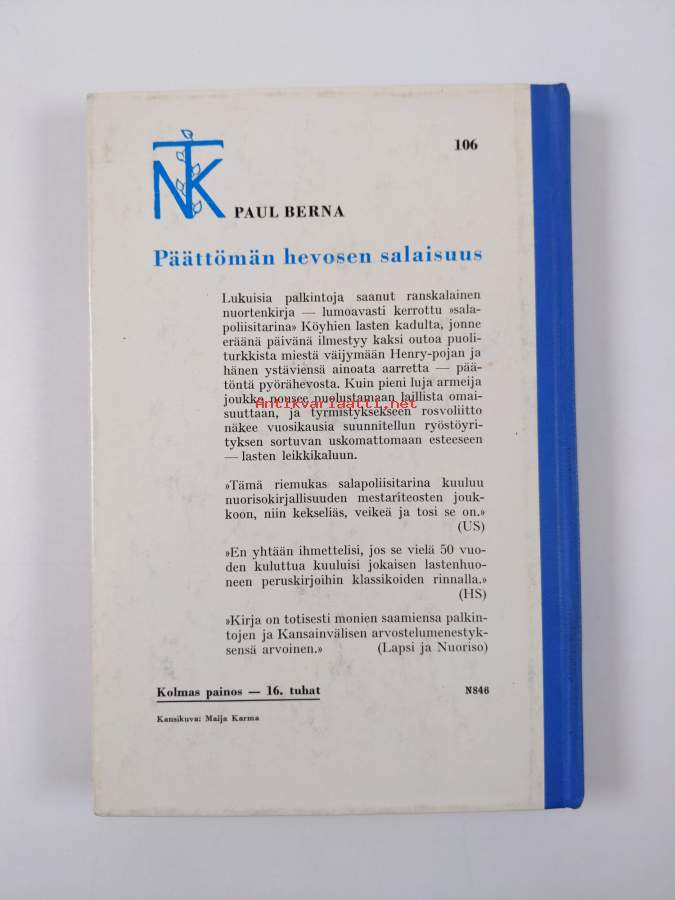 NTK
106
PAUL BERNA
Päättömän hevosen salaisuus
Lukuisia palkintoja saanut ranskalainen
nuortenkirja — lumoavasti kerrottu »sala-
poliisitarina» Köyhien lasten kadulta, jonne
eräänä päivänä ilmestyy kaksi outoa puoli-
turkkista miestä väijymään Henry-pojan ja
hänen ystäviensä ainoata aarretta — pää-
töntä pyörähevosta. Kuin pieni luja armeija
joukko nousee puolustamaan laillista omai-
Antikvariaatti.net
suuttaan, ja tyrmistyksekseen rosvoliitto
näkee vuosikausia suunnitellun ryöstöyri-
tyksen sortuvan uskomattomaan esteeseen
— lasten leikkikaluun.
»Tämä riemukas salapoliisitarina kuuluu
nuorisokirjallisuuden mestariteosten jouk-
koon, niin kekseliäs, veikeä ja tosi se on.»
(US)
»En yhtään ihmettelisi, jos se vielä 50 vuo-
den kuluttua kuuluisi jokaisen lastenhuo-
neen peruskirjoihin klassikoiden rinnalla.»
(HS)
»Kirja on totisesti monien saamiensa palkin-
tojen ja Kansainvälisen arvostelumenestyk-
sensä arvoinen.» (Lapsi ja Nuoriso)
Kolmas painos — 16. tuhat
N846
Kansikuva: Maija Karma